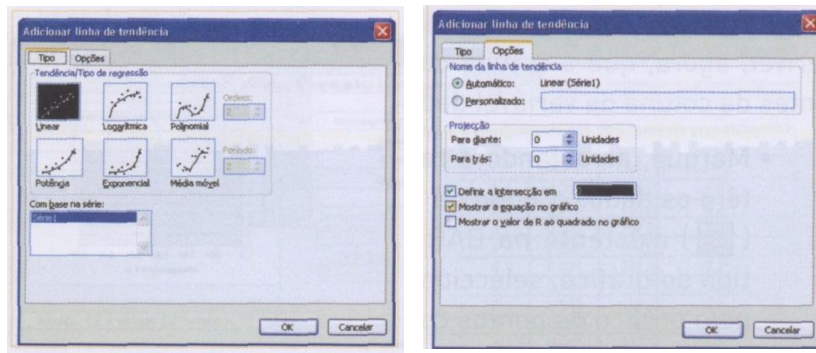 Adicionar linha de tendência
Tipo
Opções
Tendência/Tipo de regressão
Linear
Logarítmica
Polinomial
Ordem:
2
Potência
Exponencial
Média móvel
Período:
2
Com base na série:
Série1
OK
Cancelar
Adicionar linha de tendência
Tipo
Opções
Nome da linha de tendência
Automático:
Linear (Série1)
Personalizado:
Projecção
Para diante:
0
Unidades
Para trás:
0
Unidades
Definir a intersecção em
Mostrar a equação no gráfico
Mostrar o valor de R ao quadrado no gráfico
OK
Cancelar